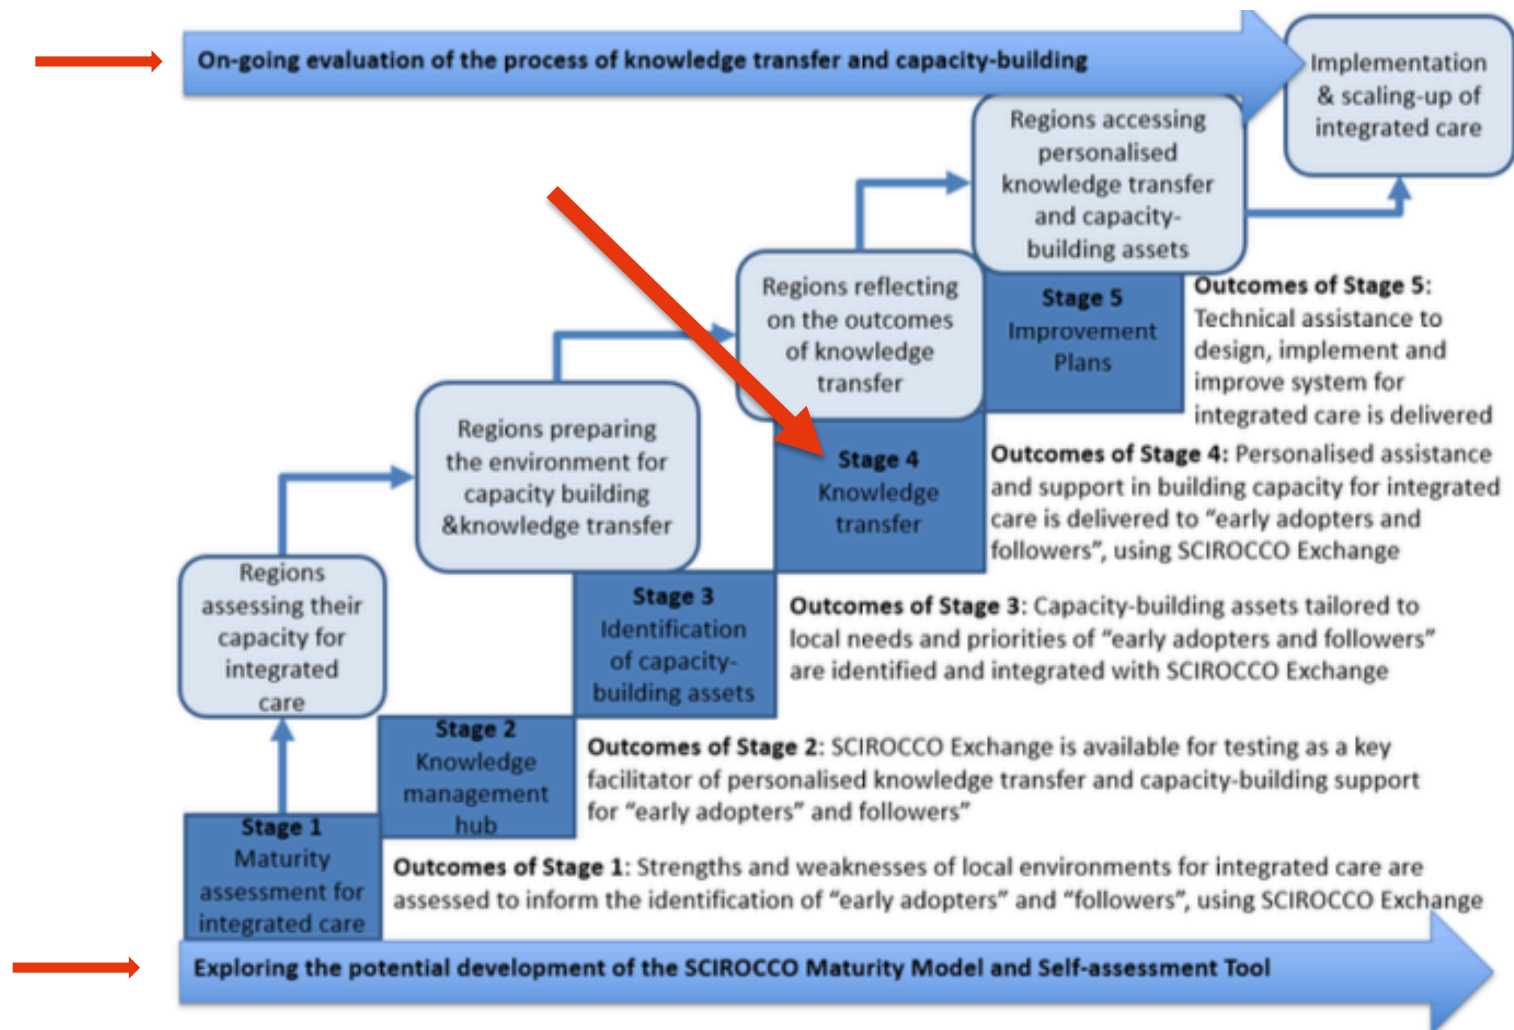 On-going evaluation of the process of knowledge transfer and capacity-building
Implementation
& scaling-up of
integrated care
Regions accessing
personalised
knowledge transfer
and capacity-
building assets
Regions reflecting
on the outcomes
of knowledge
transfer
Stage 5
Improvement
Plans
Outcomes of Stage 5:
Technical assistance to
design, implement and
improve system for
integrated care is delivered
Regions preparing
the environment for
capacity building
&knowledge transfer
Stage 4
Knowledge
transfer
Outcomes of Stage 4: Personalised assistance
and support in building capacity for integrated
care is delivered to “early adopters and
followers”, using SCIROCCO Exchange
Regions
assessing their
capacity for
integrated
care
Stage 3
Identification
of capacity-
building assets
Outcomes of Stage 3: Capacity-building assets tailored to
local needs and priorities of “early adopters and followers”
are identified and integrated with SCIROCCO Exchange
Stage 2
Knowledge
management
hub
Outcomes of Stage 2: SCIROCCO Exchange is available for testing as a key
facilitator of personalised knowledge transfer and capacity-building support
for “early adopters” and followers”
Stage 1
Maturity
assessment for
integrated care
Outcomes of Stage 1: Strengths and weaknesses of local environments for integrated care are
assessed to inform the identification of “early adopters” and “followers”, using SCIROCCO Exchange
Exploring the potential development of the SCIROCCO Maturity Model and Self-assessment Tool